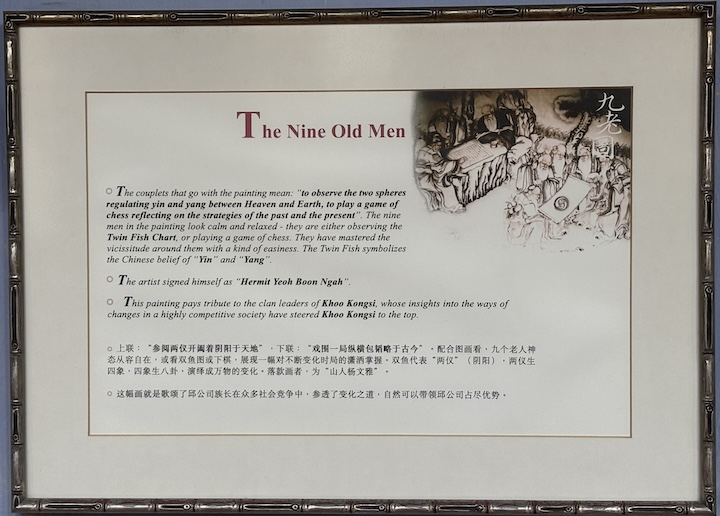 The Nine Old Men
九老圖
○ The couplets that go with the painting mean: "to observe the two spheres
regulating yin and yang between Heaven and Earth, to play a game of
chess reflecting on the strategies of the past and the present". The nine
men in the painting look calm and relaxed - they are either observing the
Twin Fish Chart, or playing a game of chess. They have mastered the
vicissitude around them with a kind of easiness. The Twin Fish symbolizes
the Chinese belief of "Yin" and "Yang".
○ The artist signed himself as "Hermit Yeoh Boon Ngah".
○ This painting pays tribute to the clan leaders of Khoo Kongsi, whose insights into the ways of
changes in a highly competitive society have steered Khoo Kongsi to the top.
○ 上联："参阅两仪开阖着阴阳于天地"，下联："戏围一局纵横包韬略于古今"。配合图画看、九个老人神
态从容自在，或看双鱼图或下棋，展现一幅对不断变化时局的潇洒掌握。双鱼代表"两仪"（阴阳），两仪生
四象，四象生八卦，演绎成万物的变化。落款画者，为"山人杨文雅"。
○ 这幅画就是歌颂了邱公司族长在众多社会竞争中，参透了变化之道，自然可以带领邱公司占尽优势。